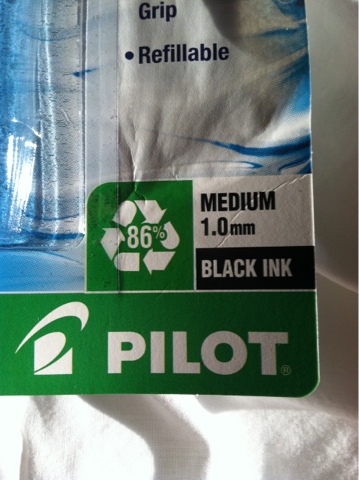 Grip
• Refillable
86%
MEDIUM
1.0mm
BLACK INK
PILOT®